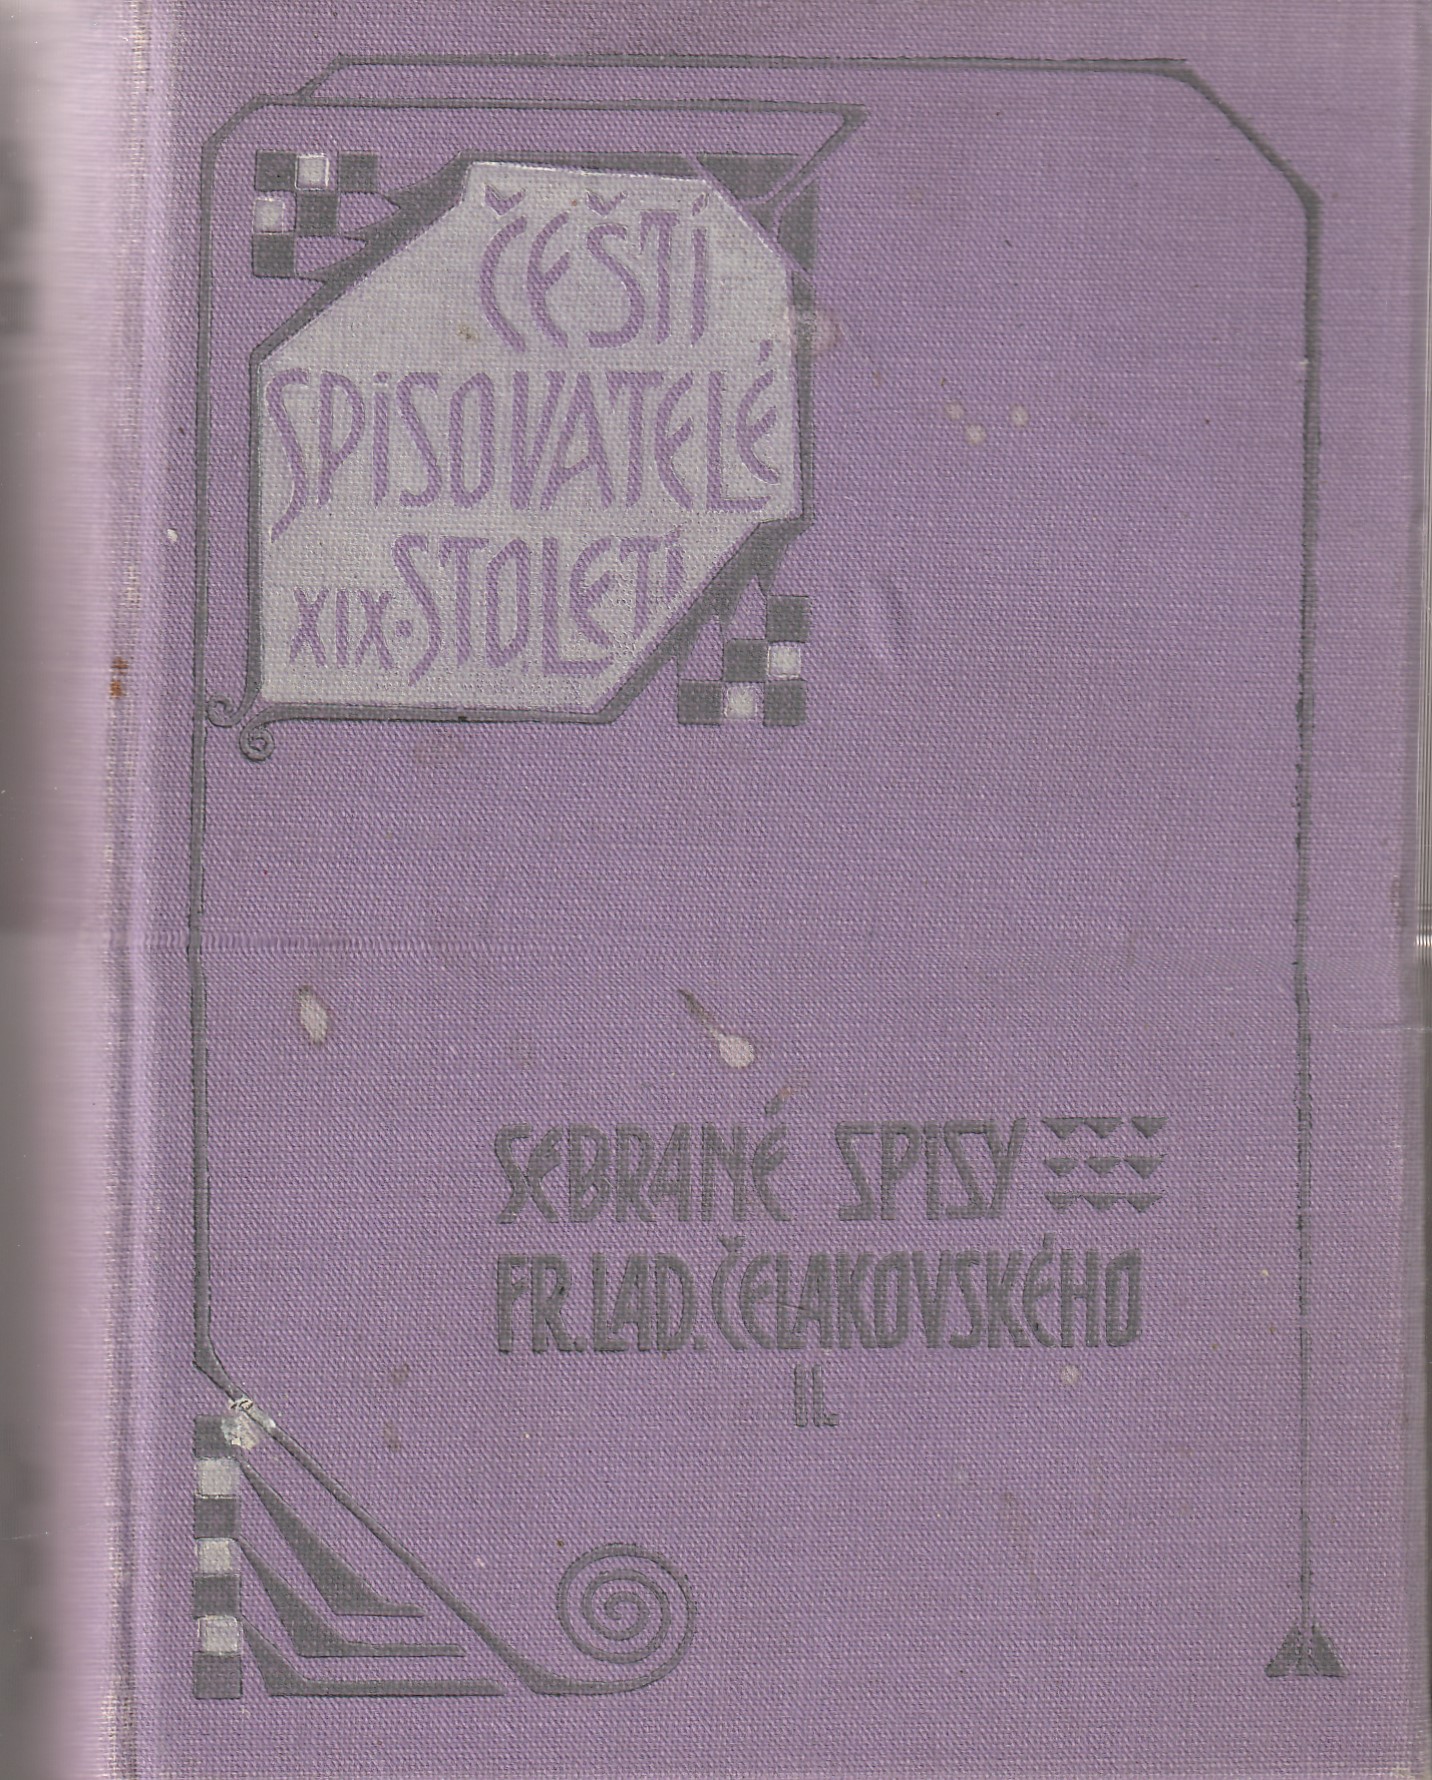 ČEŠTÍ
SPISOVATELÉ
XIX. STOLETÍ
SEBRANÉ SPISY
FR. LAD. ČELAKOVSKÉHO
II.